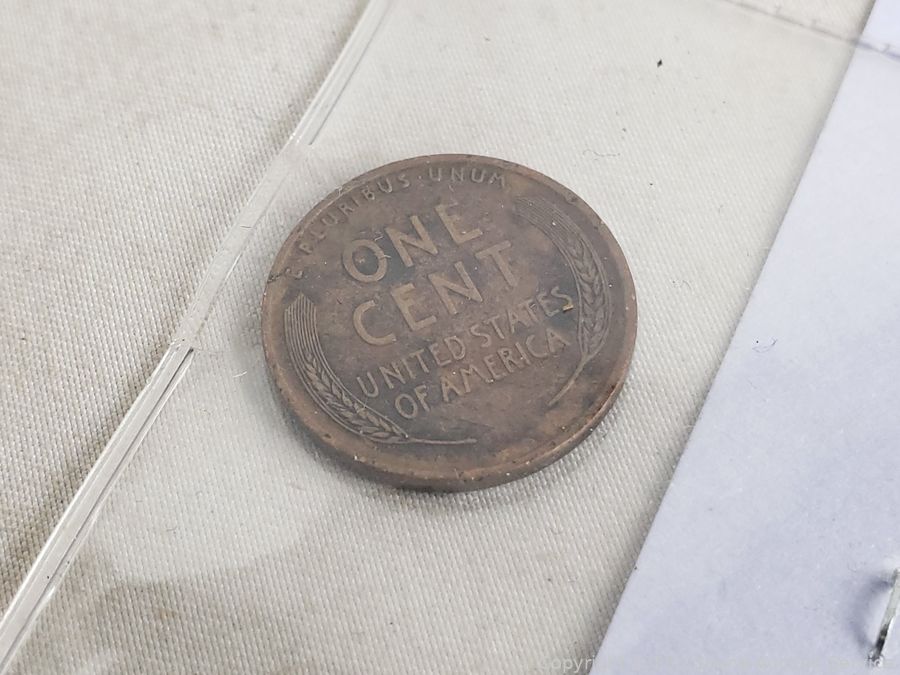 E·PLURIBUS·UNUM
ONE
CENT
UNITED STATES
OF AMERICA